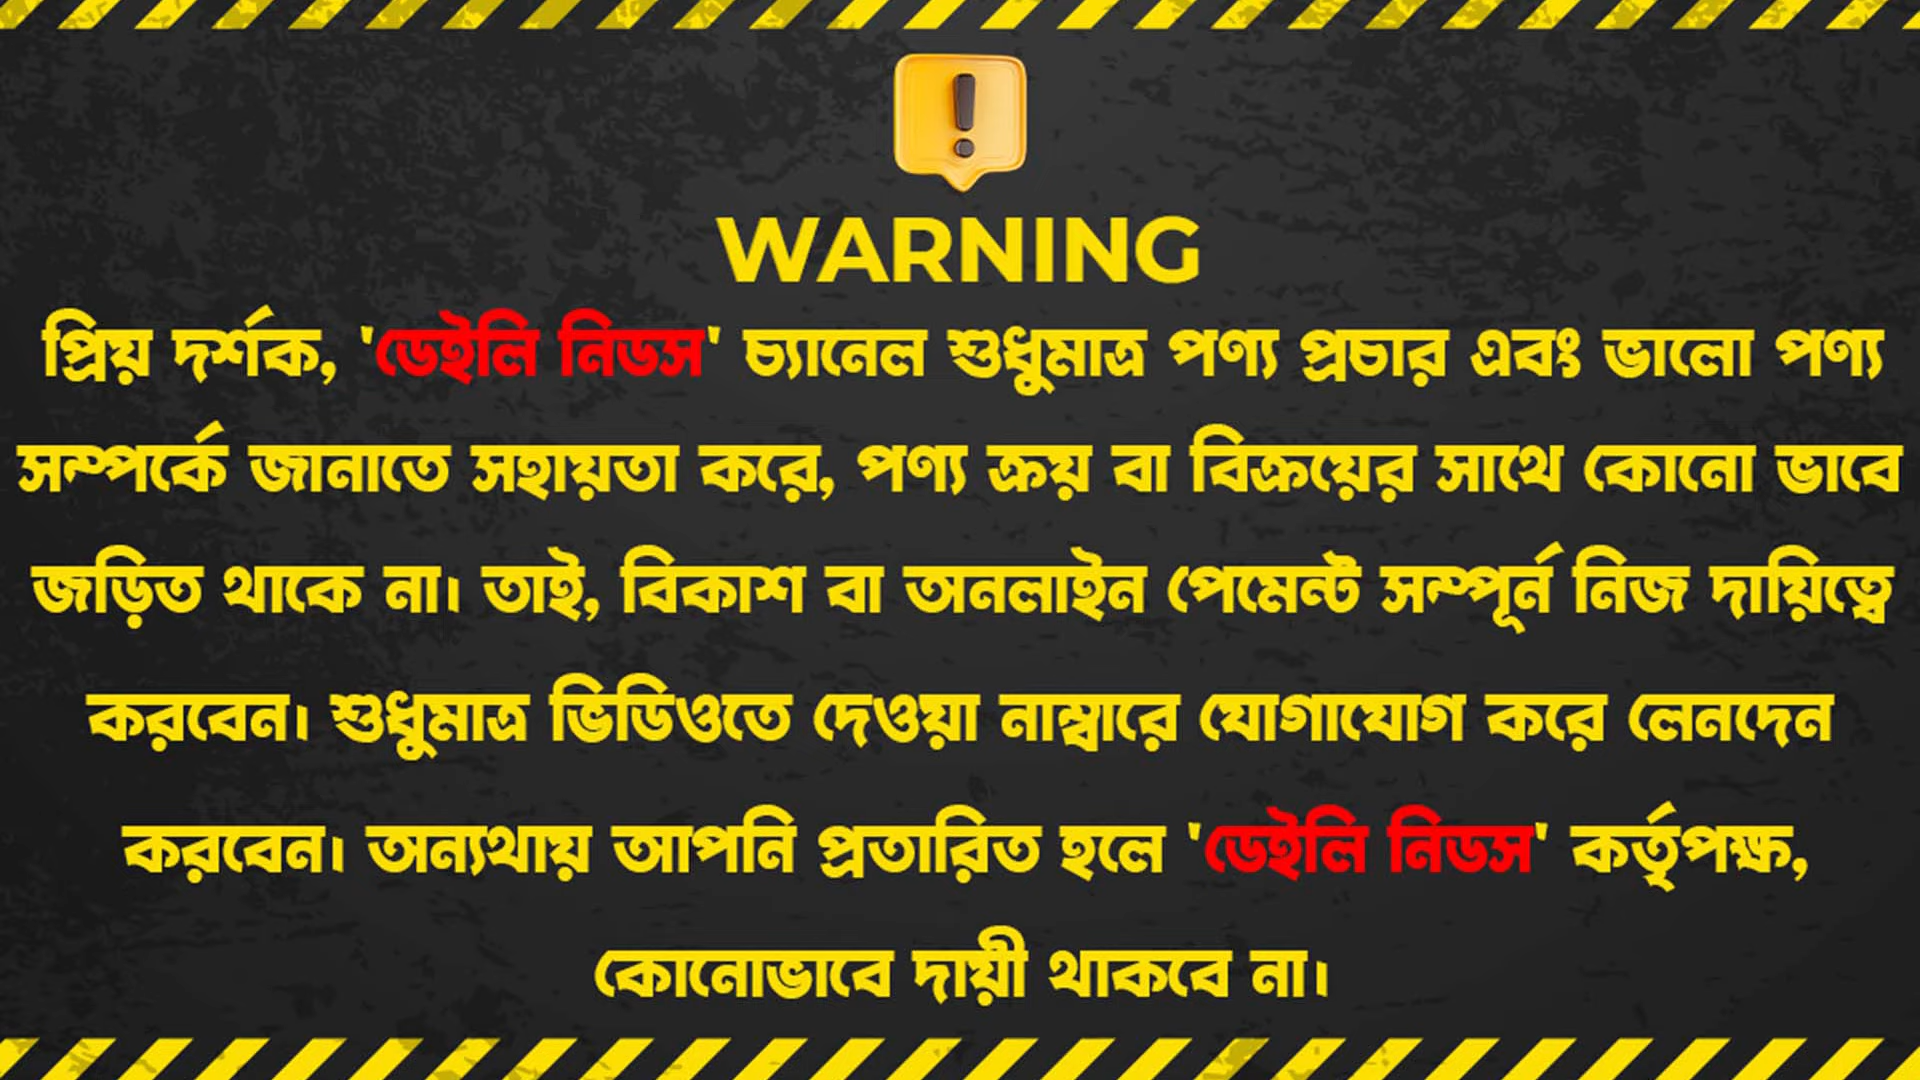 WARNING
প্রিয় দর্শক, 'ডেইলি নিডস' চ্যানেল শুধুমাত্র পণ্য প্রচার এবং ভালো পণ্য
সম্পর্কে জানাতে সহায়তা করে, পণ্য ক্রয় বা বিক্রয়ের সাথে কোনো ভাবে
জড়িত থাকে না। তাই, বিকাশ বা অনলাইন পেমেন্ট সম্পূর্ন নিজ দায়িত্বে
করবেন। শুধুমাত্র ভিডিওতে দেওয়া নাম্বারে যোগাযোগ করে লেনদেন
করবেন। অন্যথায় আপনি প্রতারিত হলে 'ডেইলি নিডস' কর্তৃপক্ষ,
কোনোভাবে দায়ী থাকবে না।